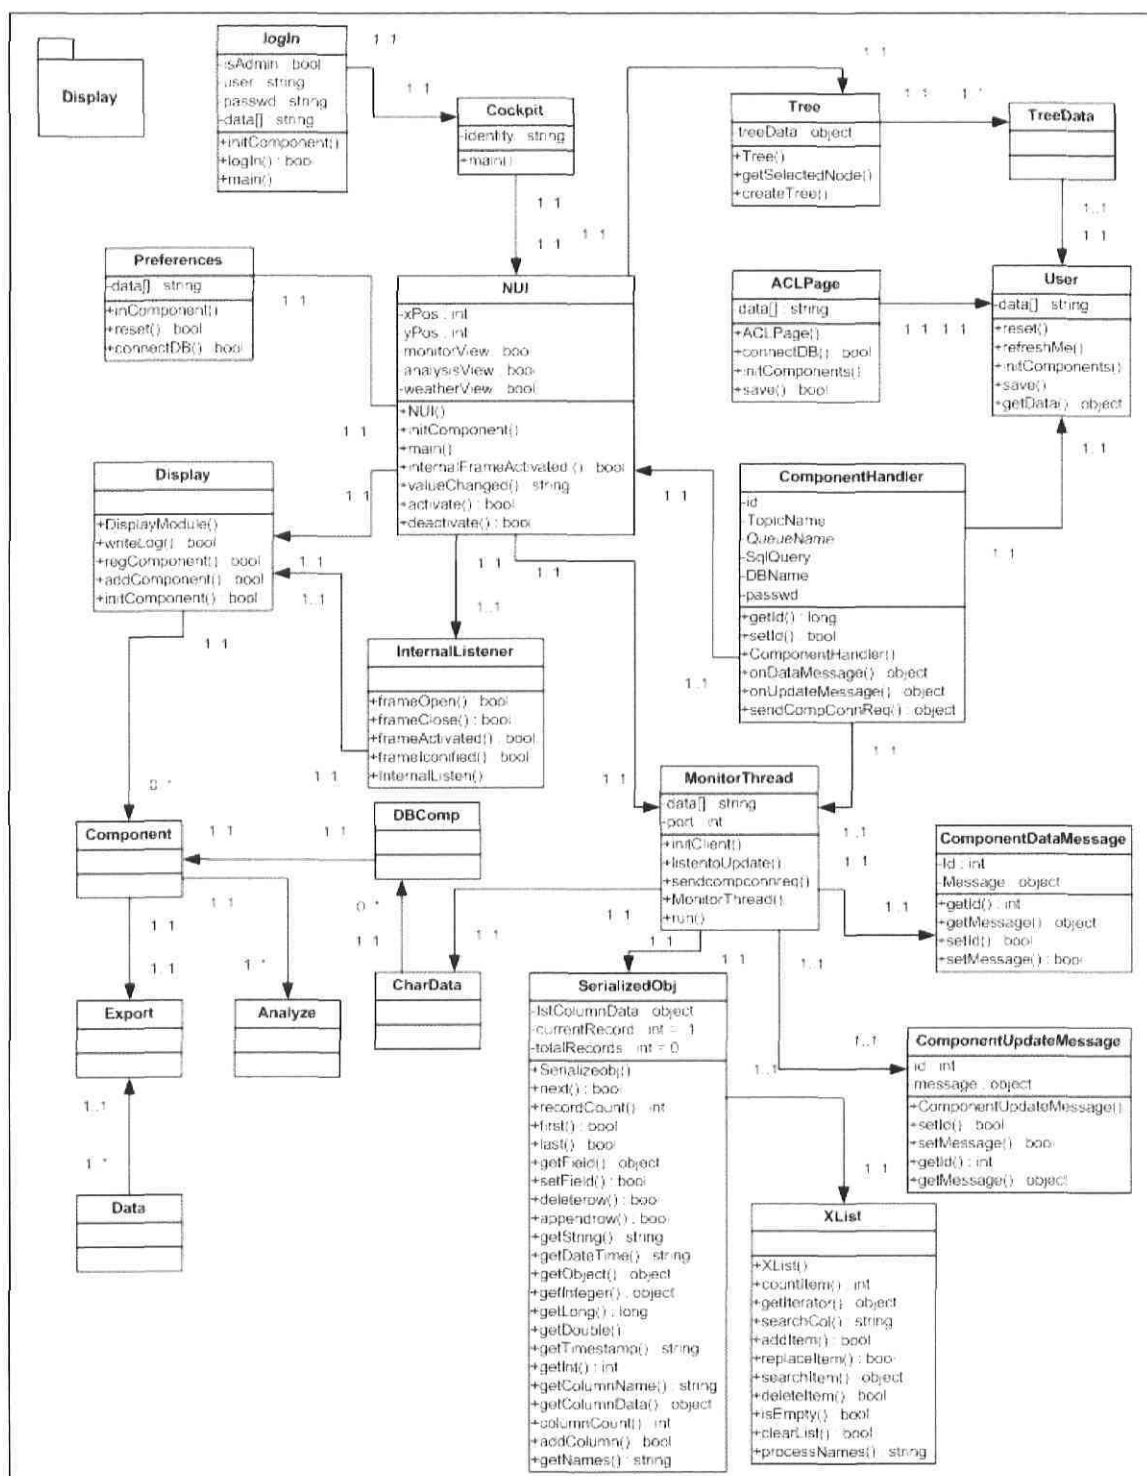 Display
logIn
-isAdmin bool
-user string
-passwd string
-data[] string
+initComponent()
+logIn() : bool
+main()
1 1
1 1
Cockpit
-identity string
+main()
1 1
1 1
1 1
Tree
treeData object
+Tree()
+getSelectedNode()
+createTree()
1 1
1 1
1 1
TreeData
1..1
1 1
Preferences
-data[] string
+inComponent()
+reset() bool
+connectDB() bool
1 1
1 1
NUI
-xPos . int
yPos . int
monitorView bool
analysisView bool
-weatherView bool
+NUI()
+initComponent()
+main()
+internalFrameActivated () bool
+valueChanged() string
+activate() : bool
+deactivate() : bool
ACLPage
data[] . string
+ACLPage()
+connectDB() bool
+initComponents()
+save() bool
1 1 1 1
User
-data[] string
+reset()
+refreshMe()
+initComponents()
+save()
+getData() object
1..1
1 1
Display
+DisplayModule()
+writeLog() bool
+regComponent() bool
+addComponent() bool
+initComponent() bool
1 1
1 1
1..1
1 1
ComponentHandler
-id
-TopicName
-QueueName
-SqlQuery
-DBName
-passwd
+getId() : long
+setId() bool
+ComponentHandler()
+onDataMessage() object
+onUpdateMessage() object
+sendCompConnReq() : object
1 1
1..1
1 1
1 1
1 1
1..1
InternalListener
+frameOpen() bool
+frameClose() : bool
+frameActivated() : bool
+frameIconified() bool
+InternalListen()
1 1
0..*
1 1
MonitorThread
-data[] string
-port int
+initClient()
+listentoUpdate()
+sendcompconnreq()
+MonitorThread()
+run()
1..1
1 1
1..1
Component
1 1
1 1
DBComp
0..*
1 1
1 1
ComponentDataMessage
-Id : int
-Message object
+getId() : int
+getMessage() object
+setId() bool
+setMessage() : bool
1 1
1..1
1 1
1..*
Export
Analyze
CharData
1 1
1 1
1..1
SerializedObj
-lstColumnData object
-currentRecord int = 1
-totalRecords int = 0
+Serializeobj()
+next() : bool
+recordCount() int
+first() : bool
+last() bool
+getField() object
+setField() : bool
+deleterow() : bool
+appendrow() . bool
+getString() string
+getDateTime() string
+getObject() object
+getInteger() . object
+getLong() : long
+getDouble()
+getTimestamp() string
+getInt() : int
+getColumnName() : string
+getColumnData() object
+columnCount() int
+addColumn() bool
+getNames() : string
1..1
1..1
1 1
ComponentUpdateMessage
id int
message . object
+ComponentUpdateMessage()
+setId() bool
+setMessage() : bool
+getId() : int
+getMessage() object
1..1
1..*
Data
XList
+XList()
+countItem() : int
+getIterator() object
+searchCol() : string
+addItem() : bool
+replaceItem() : bool
+searchItem() object
+deleteItem() bool
+isEmpty() bool
+clearList() : bool
+processNames() : string